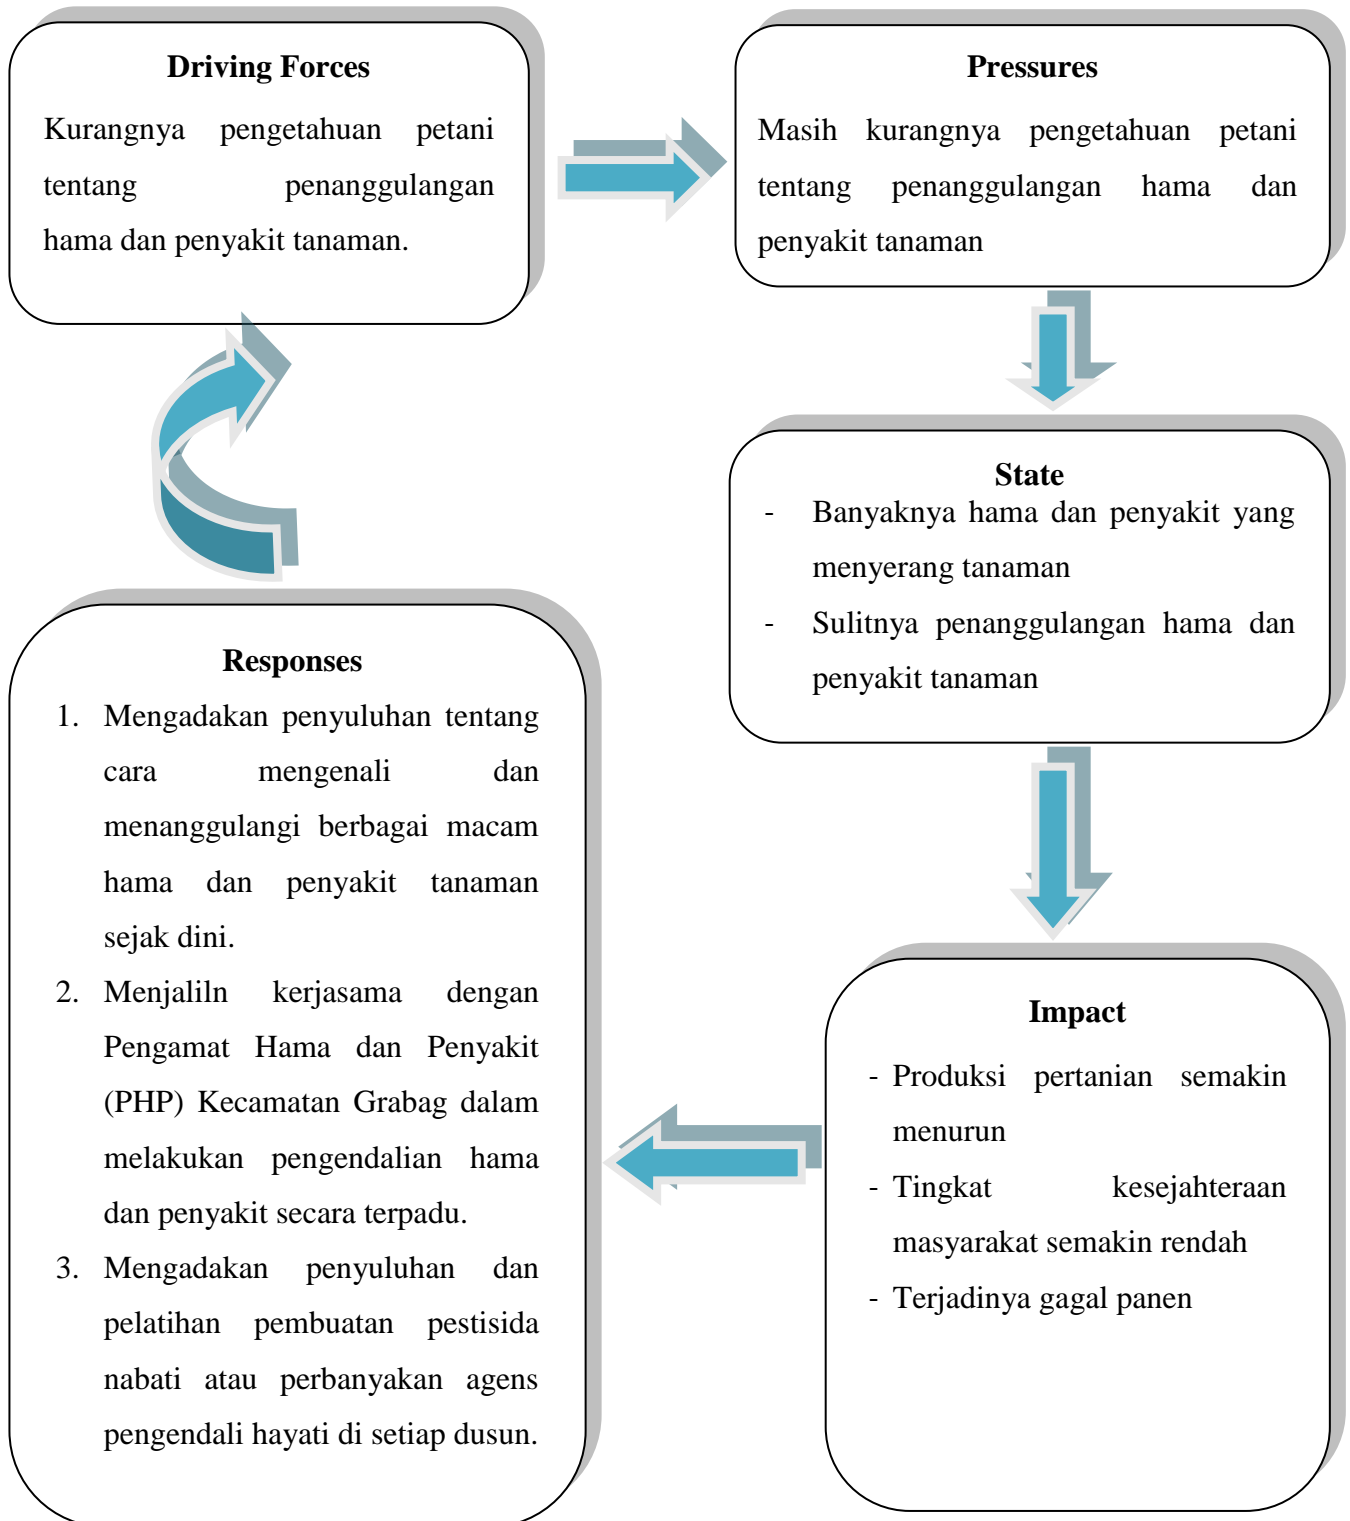 Driving Forces
Kurangnya pengetahuan petani
tentang penanggulangan
hama dan penyakit tanaman.
Pressures
Masih kurangnya pengetahuan petani
tentang penanggulangan hama dan
penyakit tanaman
State
- Banyaknya hama dan penyakit yang
menyerang tanaman
- Sulitnya penanggulangan hama dan
penyakit tanaman
Impact
- Produksi pertanian semakin
menurun
- Tingkat kesejahteraan
masyarakat semakin rendah
- Terjadinya gagal panen
Responses
1. Mengadakan penyuluhan tentang
cara mengenali dan
menanggulangi berbagai macam
hama dan penyakit tanaman
sejak dini.
2. Menjaliln kerjasama dengan
Pengamat Hama dan Penyakit
(PHP) Kecamatan Grabag dalam
melakukan pengendalian hama
dan penyakit secara terpadu.
3. Mengadakan penyuluhan dan
pelatihan pembuatan pestisida
nabati atau perbanyakan agens
pengendali hayati di setiap dusun.